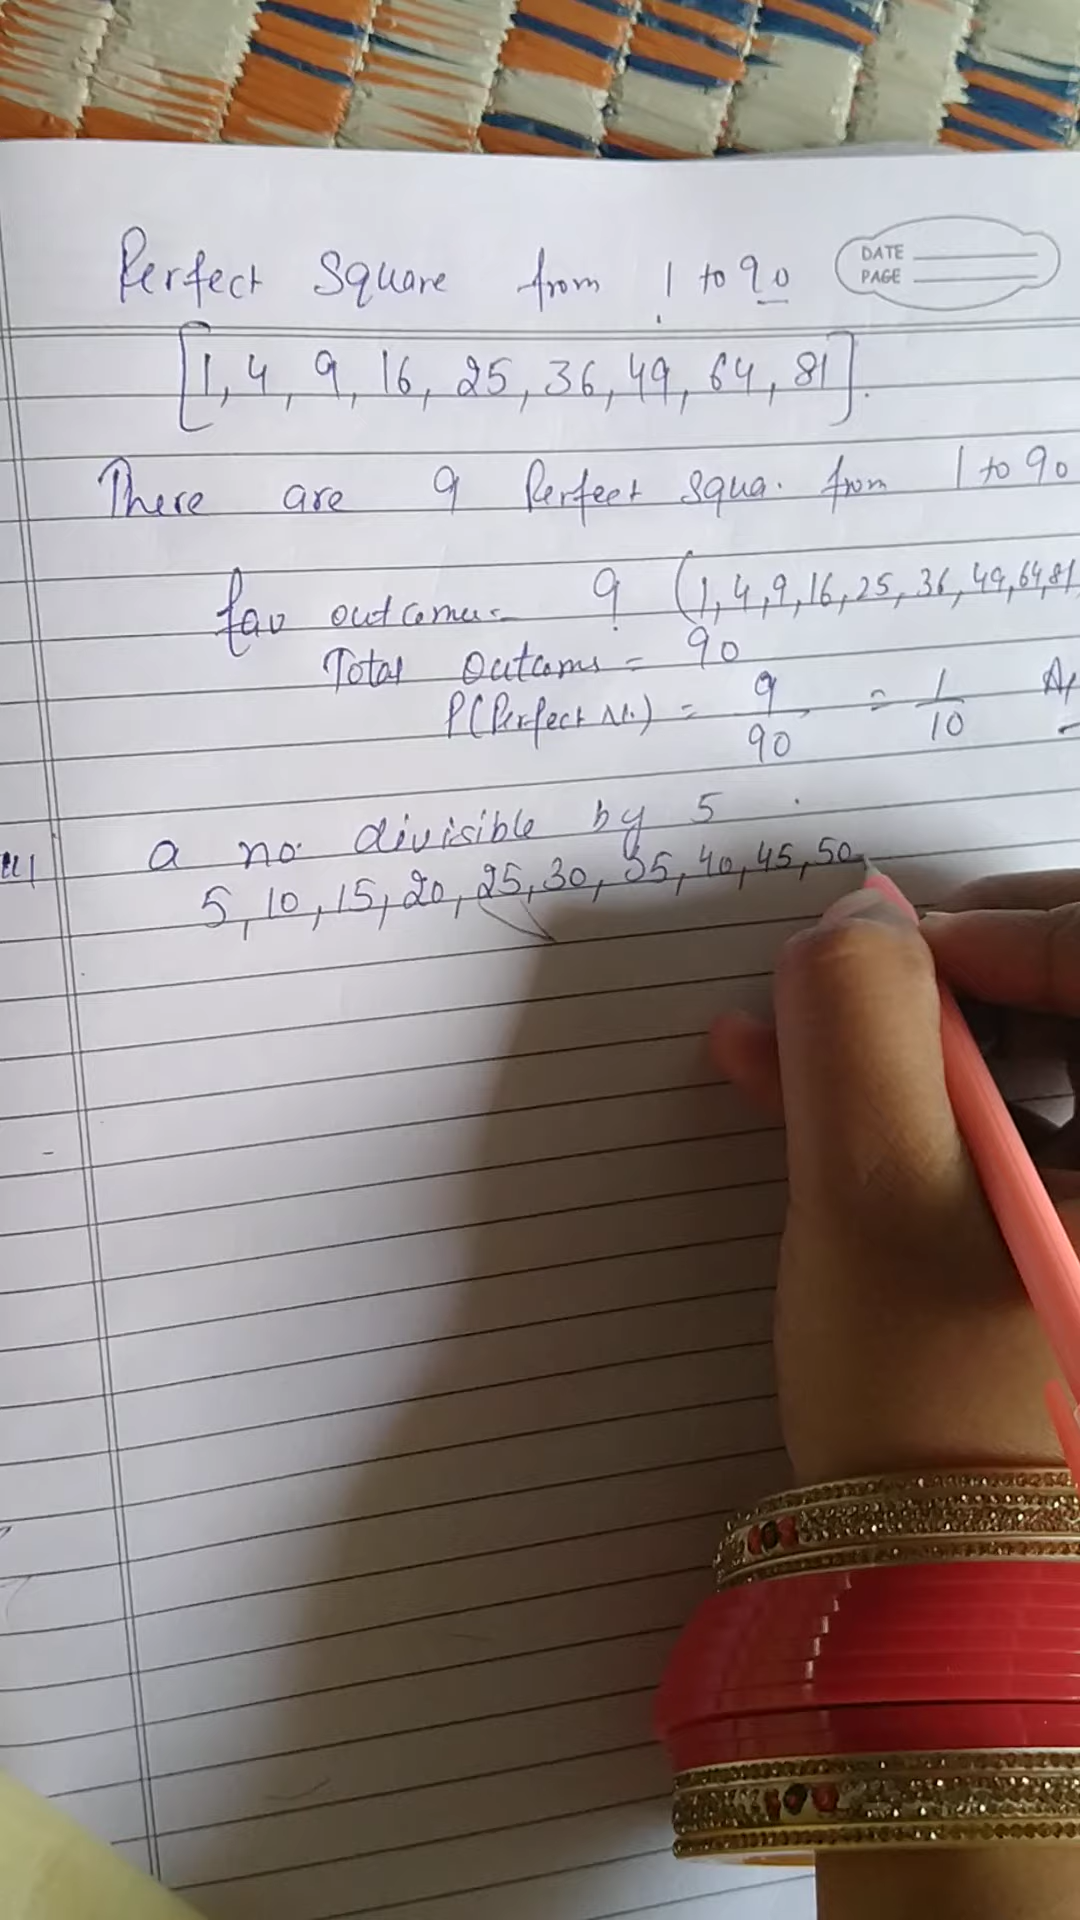 Perfect Square from 1 to 90
DATE
PAGE
[1, 4, 9, 16, 25, 36, 49, 64, 81].
There are 9 Perfect Squa. from 1 to 90
fav outcomes= 9 (1, 4, 9, 16, 25, 36, 49, 64, 81
Total Outcoms = 90
P(Perfect No.) = 9/90 = 1/10
a no. divisible by 5
5, 10, 15, 20, 25, 30, 35, 40, 45, 50